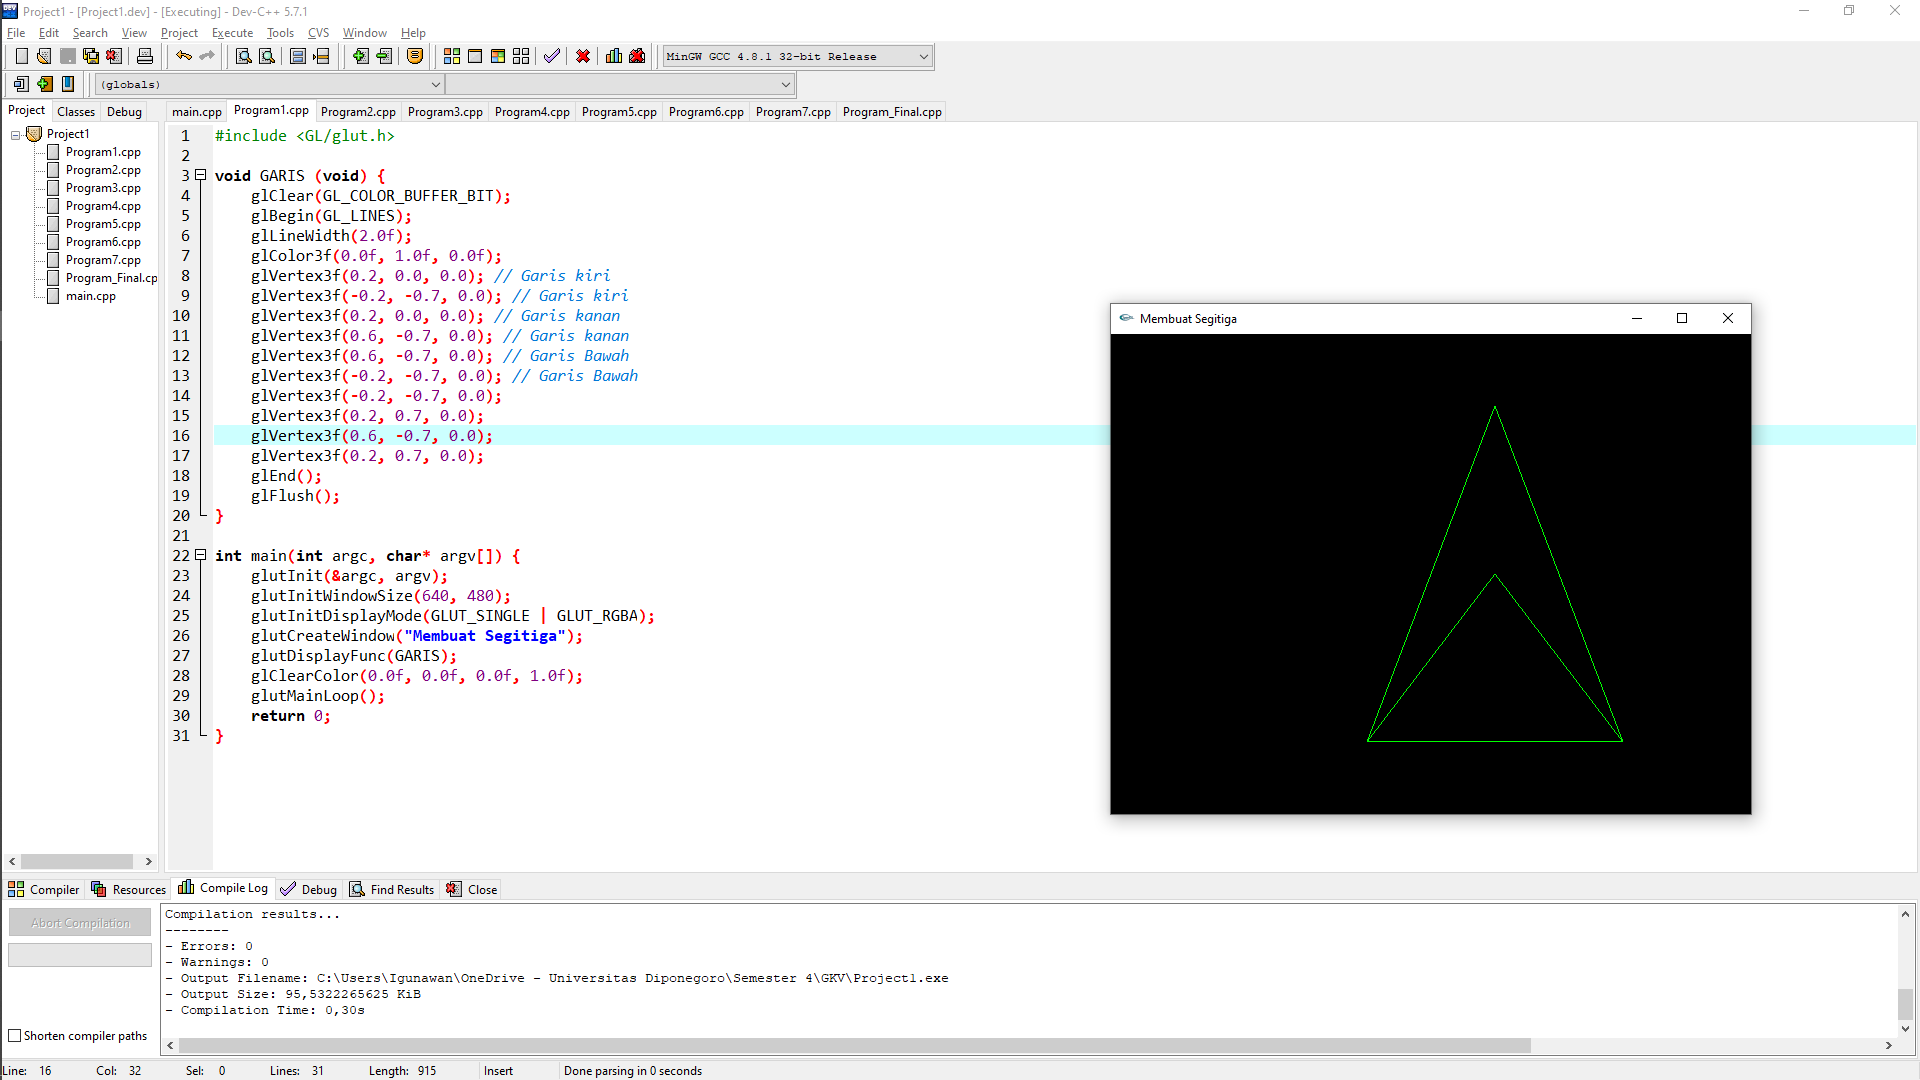 Project1 - [Project1.dev] - [Executing] - Dev-C++ 5.7.1
File Edit Search View Project Execute Tools CVS Window Help
MinGW GCC 4.8.1 32-bit Release
(globals)
Project Classes Debug
main.cpp Program1.cpp Program2.cpp Program3.cpp Program4.cpp Program5.cpp Program6.cpp Program7.cpp Program_Final.cpp
Project1
Program1.cpp
Program2.cpp
Program3.cpp
Program4.cpp
Program5.cpp
Program6.cpp
Program7.cpp
Program_Final.cp
main.cpp
1 #include <GL/glut.h>
2
3 void GARIS (void) {
4 glClear(GL_COLOR_BUFFER_BIT);
5 glBegin(GL_LINES);
6 glLineWidth(2.0f);
7 glColor3f(0.0f, 1.0f, 0.0f);
8 glVertex3f(0.2, 0.0, 0.0); // Garis kiri
9 glVertex3f(-0.2, -0.7, 0.0); // Garis kiri
10 glVertex3f(0.2, 0.0, 0.0); // Garis kanan
11 glVertex3f(0.6, -0.7, 0.0); // Garis kanan
12 glVertex3f(0.6, -0.7, 0.0); // Garis Bawah
13 glVertex3f(-0.2, -0.7, 0.0); // Garis Bawah
14 glVertex3f(-0.2, -0.7, 0.0);
15 glVertex3f(0.2, 0.7, 0.0);
16 glVertex3f(0.6, -0.7, 0.0);
17 glVertex3f(0.2, 0.7, 0.0);
18 glEnd();
19 glFlush();
20 }
21
22 int main(int argc, char* argv[]) {
23 glutInit(&argc, argv);
24 glutInitWindowSize(640, 480);
25 glutInitDisplayMode(GLUT_SINGLE | GLUT_RGBA);
26 glutCreateWindow("Membuat Segitiga");
27 glutDisplayFunc(GARIS);
28 glClearColor(0.0f, 0.0f, 0.0f, 1.0f);
29 glutMainLoop();
30 return 0;
31 }
Membuat Segitiga
Compiler Resources Compile Log Debug Find Results Close
Abort Compilation
Shorten compiler paths
Compilation results...
--------
- Errors: 0
- Warnings: 0
- Output Filename: C:\Users\Igunawan\OneDrive - Universitas Diponegoro\Semester 4\GKV\Project1.exe
- Output Size: 95,5322265625 KiB
- Compilation Time: 0,30s
Line: 16 Col: 32 Sel: 0 Lines: 31 Length: 915 Insert Done parsing in 0 seconds